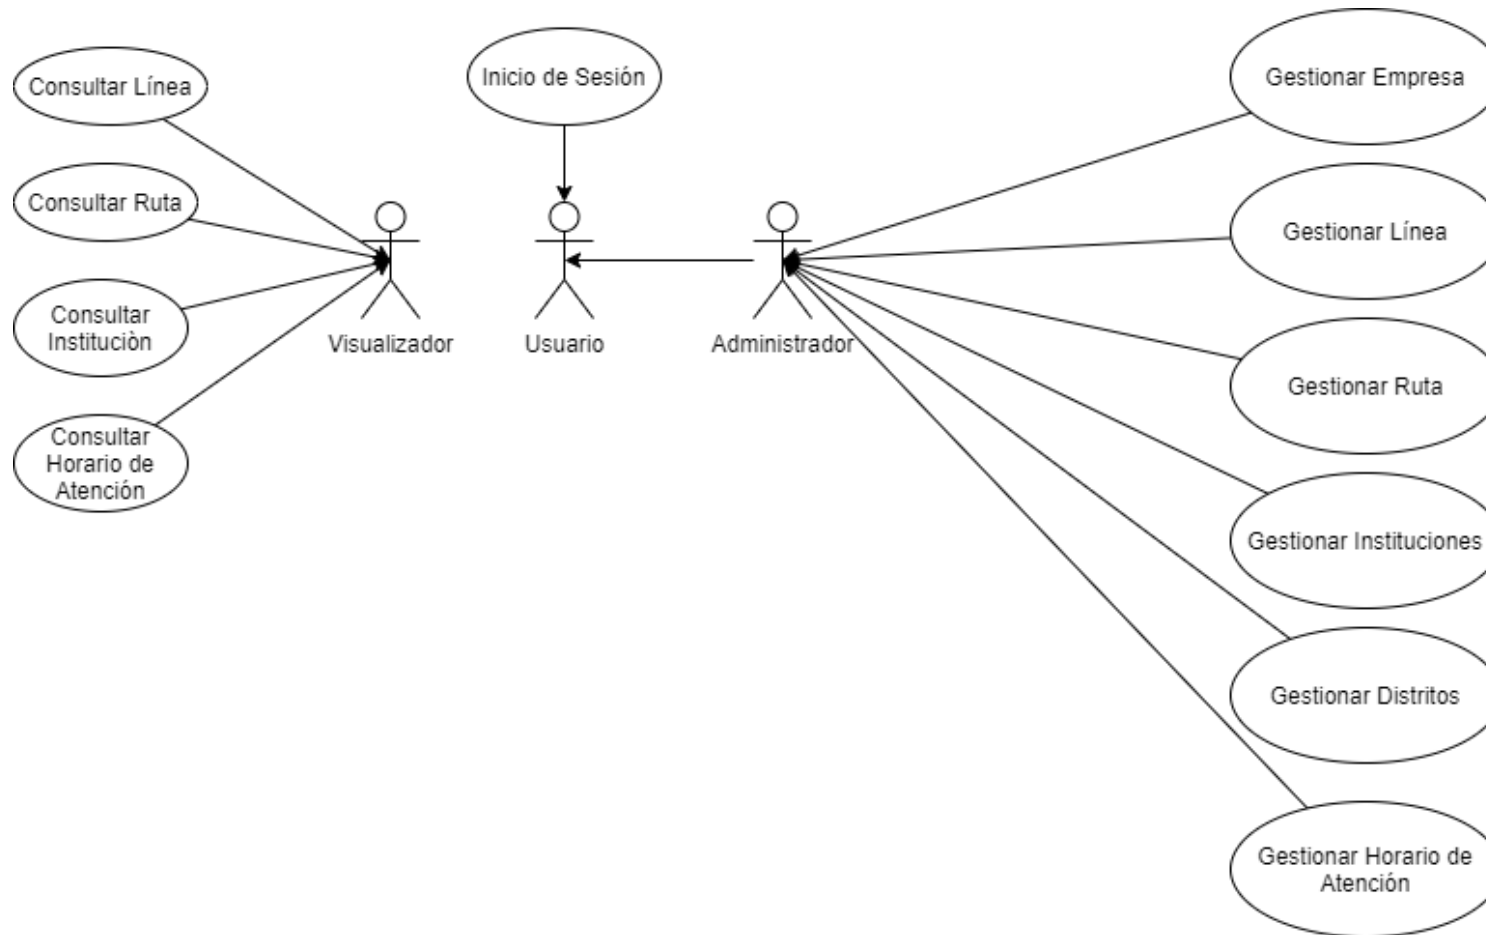 Consultar Línea
Inicio de Sesión
Gestionar Empresa
Consultar Ruta
Gestionar Línea
Consultar
Instituciòn
Visualizador
Usuario
Administrador
Gestionar Ruta
Consultar
Horario de
Atención
Gestionar Instituciones
Gestionar Distritos
Gestionar Horario de
Atención